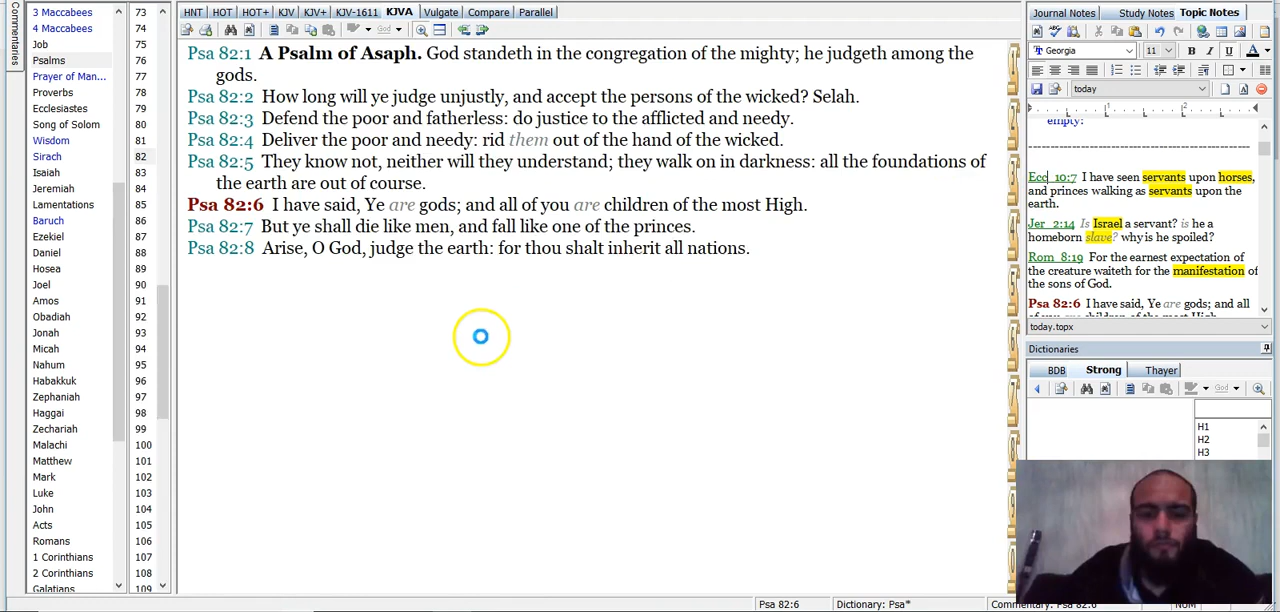 Commentaries
3 Maccabees
4 Maccabees
Job
Psalms
Prayer of Man...
Proverbs
Ecclesiastes
Song of Solom
Wisdom
Sirach
Isaiah
Jeremiah
Lamentations
Baruch
Ezekiel
Daniel
Hosea
Joel
Amos
Obadiah
Jonah
Micah
Nahum
Habakkuk
Zephaniah
Haggai
Zechariah
Malachi
Matthew
Mark
Luke
John
Acts
Romans
1 Corinthians
2 Corinthians
Galatians
73
74
75
76
77
78
79
80
81
82
83
84
85
86
87
88
89
90
91
92
93
94
95
96
97
98
99
100
101
102
103
104
105
106
107
108
109
HNT HOT HOT+ KJV KJV+ KJV-1611 KJVA Vulgate Compare Parallel
God
Psa 82:1 A Psalm of Asaph. God standeth in the congregation of the mighty; he judgeth among the
gods.
Psa 82:2 How long will ye judge unjustly, and accept the persons of the wicked? Selah.
Psa 82:3 Defend the poor and fatherless: do justice to the afflicted and needy.
Psa 82:4 Deliver the poor and needy: rid them out of the hand of the wicked.
Psa 82:5 They know not, neither will they understand; they walk on in darkness: all the foundations of
the earth are out of course.
Psa 82:6 I have said, Ye are gods; and all of you are children of the most High.
Psa 82:7 But ye shall die like men, and fall like one of the princes.
Psa 82:8 Arise, O God, judge the earth: for thou shalt inherit all nations.
Journal Notes Study Notes Topic Notes
Georgia 11 B I U A
today
1 2
empty:
Ecc 10:7 I have seen servants upon horses,
and princes walking as servants upon the
earth.
Jer 2:14 Is Israel a servant? is he a
homeborn slave? why is he spoiled?
Rom 8:19 For the earnest expectation of
the creature waiteth for the manifestation of
the sons of God.
Psa 82:6 I have said, Ye are gods; and all
of you are children of the most High
today.topx
Dictionaries
BDB Strong Thayer
God
H1
H2
H3
Psa 82:6 Dictionary: Psa* Commentary: Psa 82:6 NUM